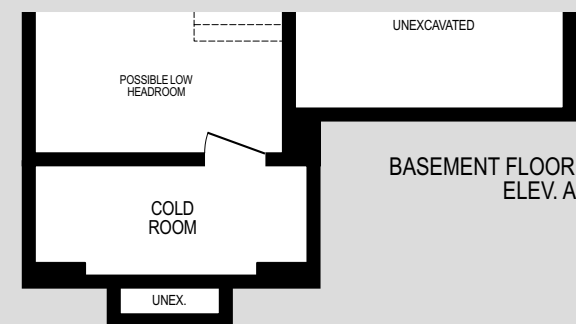 UNEXCAVATED
POSSIBLE LOW
HEADROOM
BASEMENT FLOOR
ELEV. A
COLD
ROOM
UNEX.